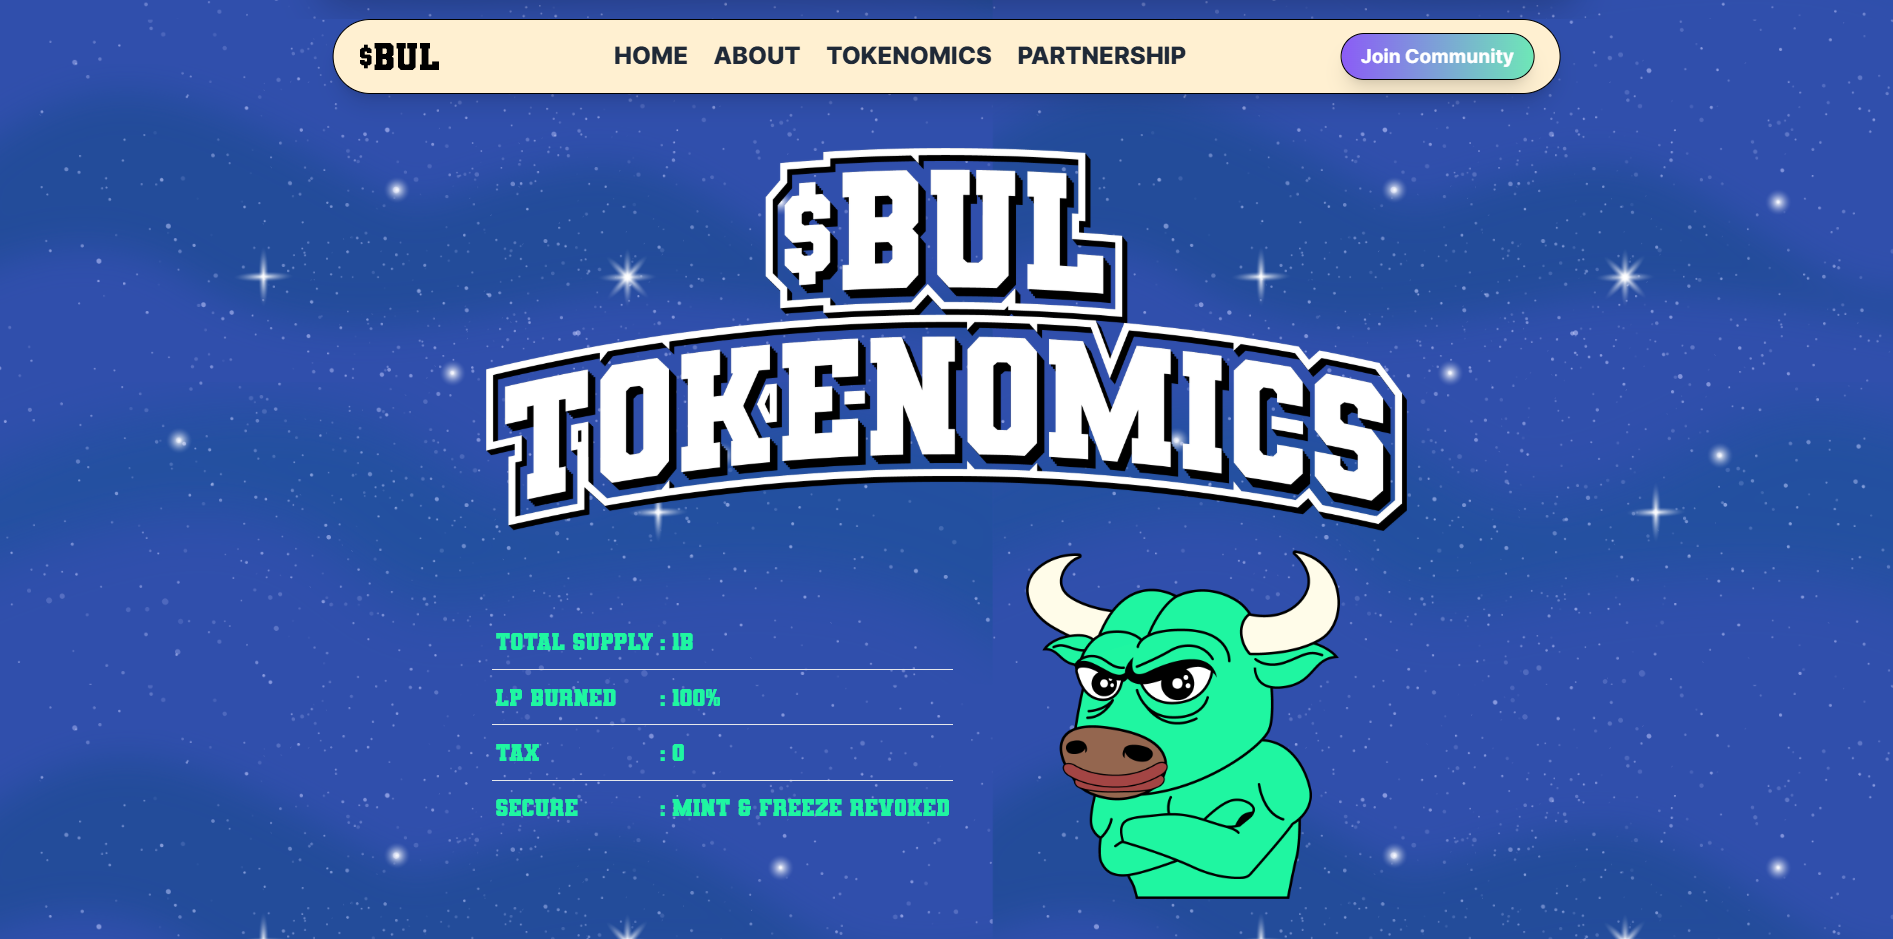 $BUL
HOME ABOUT TOKENOMICS PARTNERSHIP
Join Community
$BUL
TOKENOMICS
TOTAL SUPPLY : 1B
LP BURNED : 100%
TAX : 0
SECURE : MINT & FREEZE REVOKED